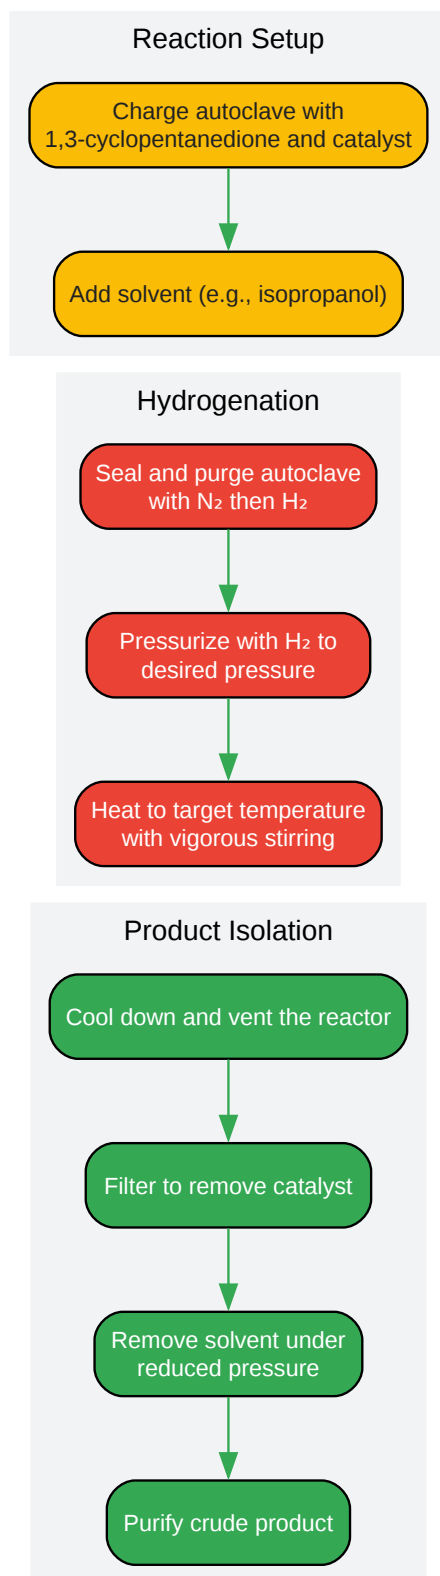 Reaction Setup
Charge autoclave with
1,3-cyclopentanedione and catalyst
Add solvent (e.g., isopropanol)
Hydrogenation
Seal and purge autoclave
with N₂ then H₂
Pressurize with H₂ to
desired pressure
Heat to target temperature
with vigorous stirring
Product Isolation
Cool down and vent the reactor
Filter to remove catalyst
Remove solvent under
reduced pressure
Purify crude product